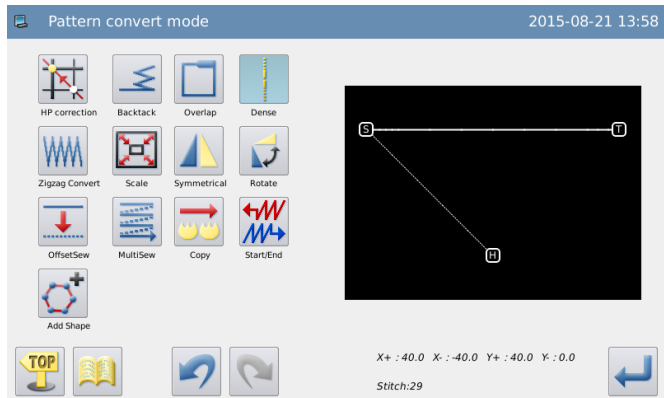 Pattern convert mode 2015-08-21 13:58
HP correction Backtack Overlap Dense
Zigzag Convert Scale Symmetrical Rotate
OffsetSew MultiSew Copy Start/End
Add Shape
S T
H
TOP
X+ : 40.0 X- : -40.0 Y+ : 40.0 Y- : 0.0
Stitch:29